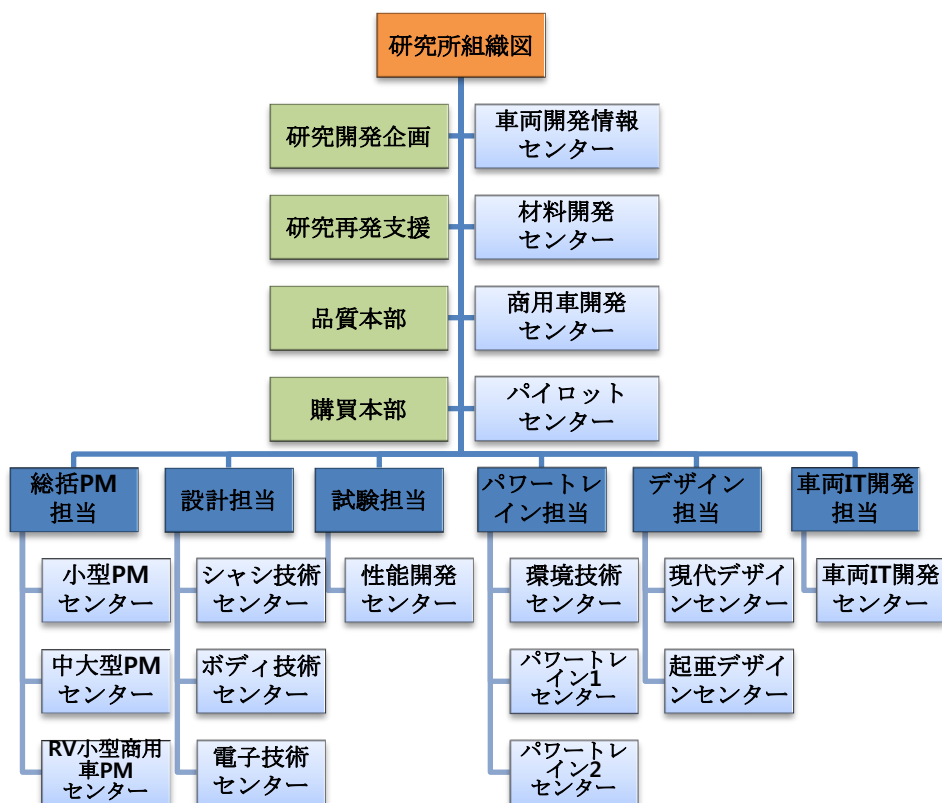 研究所組織図
研究開発企画
車両開発情報
センター
研究再発支援
材料開発
センター
品質本部
商用車開発
センター
購買本部
パイロット
センター
総括PM
担当
設計担当
試験担当
パワートレ
イン担当
デザイン
担当
車両IT開発
担当
小型PM
センター
シャシ技術
センター
性能開発
センター
環境技術
センター
現代デザイ
ンセンター
車両IT開発
センター
中大型PM
センター
ボディ技術
センター
パワートレ
イン1
センター
起亜デザイ
ンセンター
RV小型商用
車PM
センター
電子技術
センター
パワートレ
イン2
センター